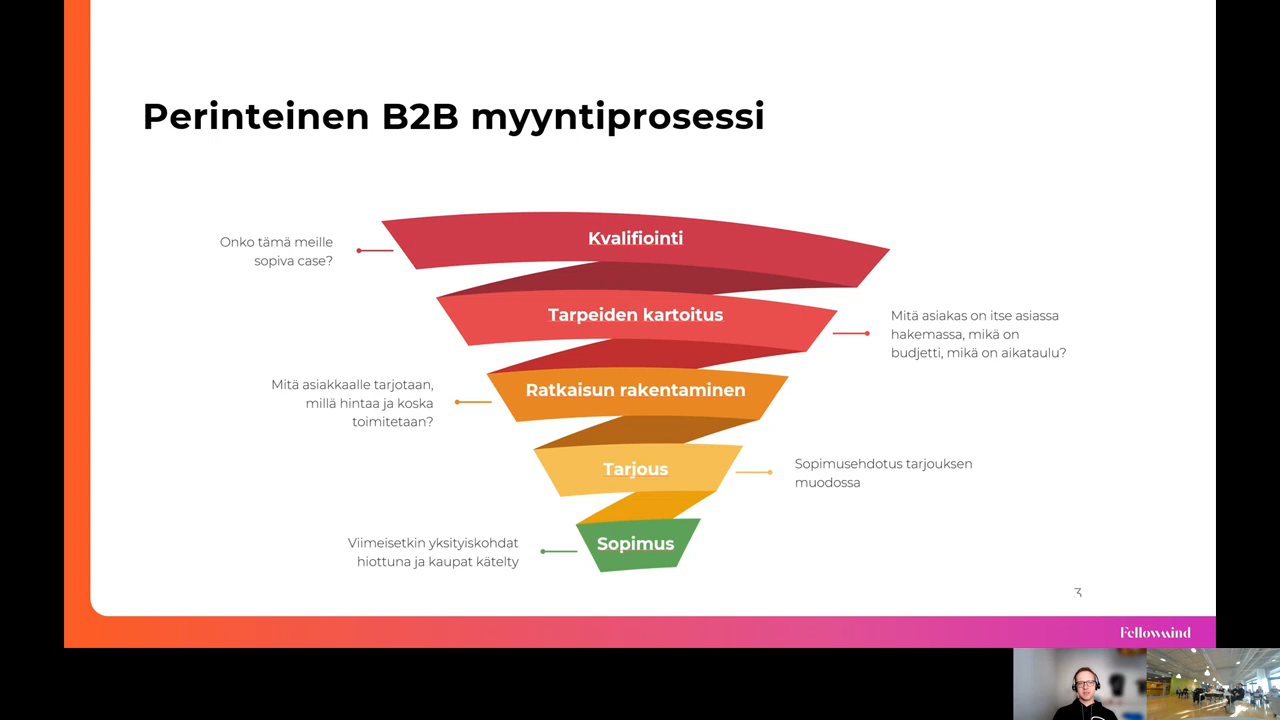 Perinteinen B2B myyntiprosessi
Onko tämä meille
sopiva case?
Kvalifiointi
Tarpeiden kartoitus
Mitä asiakas on itse asiassa
hakemassa, mikä on
budjetti, mikä on aikataulu?
Mitä asiakkaalle tarjotaan,
millä hintaa ja koska
toimitetaan?
Ratkaisun rakentaminen
Tarjous
Sopimusehdotus tarjouksen
muodossa
Viimeisetkin yksityiskohdat
hiottuna ja kaupat kätelty
Sopimus
3
Fellowmind